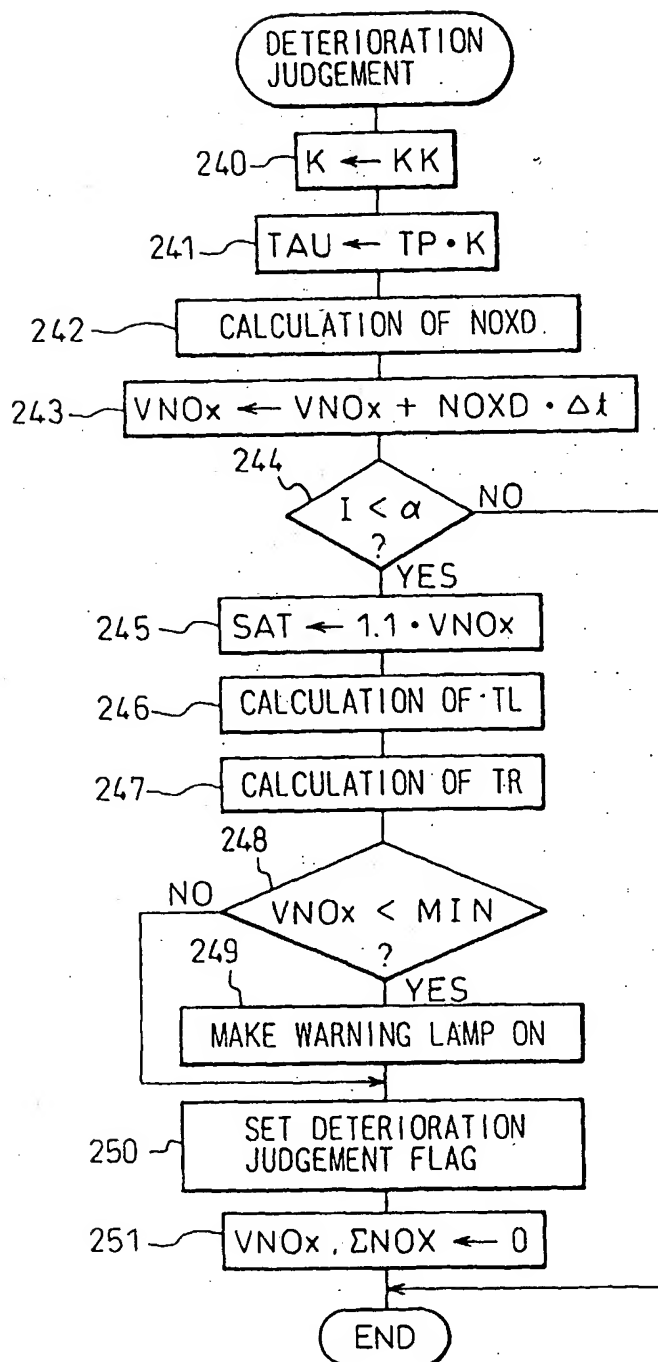 DETERIORATION
JUDGEMENT
240
K ← KK
241
TAU ← TP・K
242
CALCULATION OF NOXD.
243
VNOx ← VNOx + NOXD・Δt
244
I < α
?
NO
YES
245
SAT ← 1.1・VNOx
246
CALCULATION OF TL
247
CALCULATION OF TR
248
NO
VNOx < MIN
?
249
YES
MAKE WARNING LAMP ON
250
SET DETERIORATION
JUDGEMENT FLAG
251
VNOx, ΣNOX ← 0
END